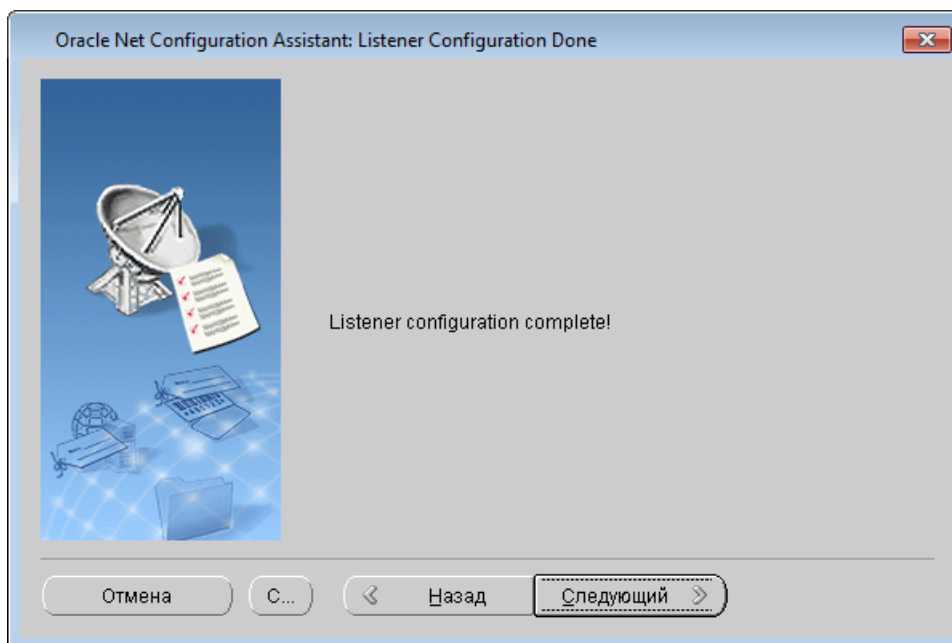 Oracle Net Configuration Assistant: Listener Configuration Done
Listener configuration complete!
Отмена
С...
Назад
Следующий